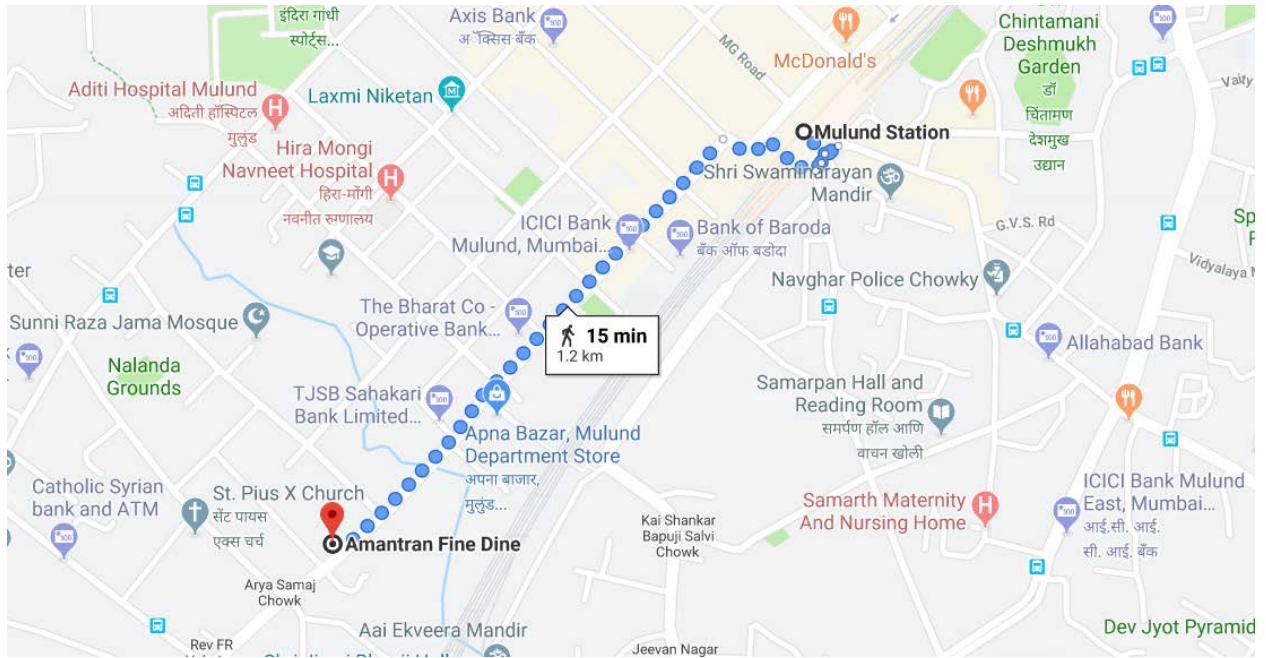 इंदिरा गांधी
स्पोर्ट्स...
Axis Bank
अ‍ॅक्सिस बँक
MG Road
McDonald's
Chintamani
Deshmukh
Garden
डॉ
चिंतामण
देशमुख
उद्यान
Vaity
Aditi Hospital Mulund
अदिती हॉस्पिटल
मुलुंड
Laxmi Niketan
Hira Mongi
Navneet Hospital
हिरा-मोंगी
नवनीत रुग्णालय
Mulund Station
Shri Swaminarayan
Mandir
ICICI Bank
Mulund, Mumbai...
Bank of Baroda
बँक ऑफ बडोदा
G.V.S. Rd
Sp
Vidyalaya
Navghar Police Chowky
ter
Sunni Raza Jama Mosque
The Bharat Co -
Operative Bank...
15 min
1.2 km
Allahabad Bank
Nalanda
Grounds
TJSB Sahakari
Bank Limited...
Samarpan Hall and
Reading Room
समर्पण हॉल आणि
वाचन खोली
Apna Bazar, Mulund
Department Store
अपना बाजार,
मुलुंड...
Catholic Syrian
bank and ATM
St. Pius X Church
सेंट पायस
एक्स चर्च
Samarth Maternity
And Nursing Home
ICICI Bank Mulund
East, Mumbai...
आई.सी. आई.
सी. आई. बँक
Kai Shankar
Bapuji Salvi
Chowk
Amantran Fine Dine
Arya Samaj
Chowk
Aai Ekveera Mandir
Dev Jyot Pyramid
Rev FR
Jeevan Nagar